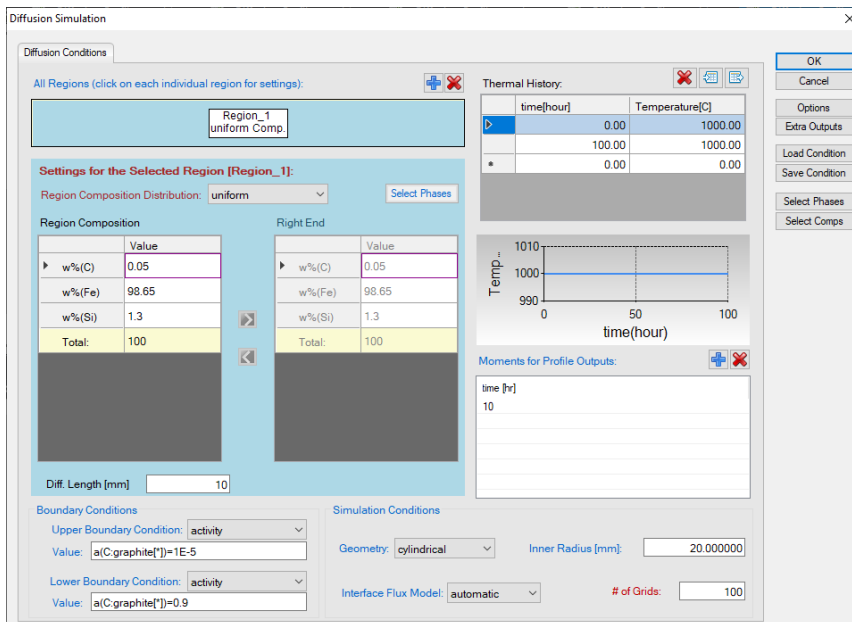 Diffusion Simulation
Diffusion Conditions
All Regions (click on each individual region for settings):
Region_1
uniform Comp.
Settings for the Selected Region [Region_1]:
Region Composition Distribution: uniform
Select Phases
Region Composition
Right End
Value
w%(C) 0.05
w%(Fe) 98.65
w%(Si) 1.3
Total: 100
Value
w%(C) 0.05
w%(Fe) 98.65
w%(Si) 1.3
Total: 100
Diff. Length [mm] 10
Boundary Conditions
Upper Boundary Condition: activity
Value: a(C:graphite[*])=1E-5
Lower Boundary Condition: activity
Value: a(C:graphite[*])=0.9
Thermal History:
time[hour] Temperature[C]
0.00 1000.00
100.00 1000.00
* 0.00 0.00
Temp...
1010
1000
990
0 50 100
time(hour)
Moments for Profile Outputs:
time [hr]
10
Simulation Conditions
Geometry: cylindrical
Inner Radius [mm]: 20.000000
Interface Flux Model: automatic
# of Grids: 100
OK
Cancel
Options
Extra Outputs
Load Condition
Save Condition
Select Phases
Select Comps